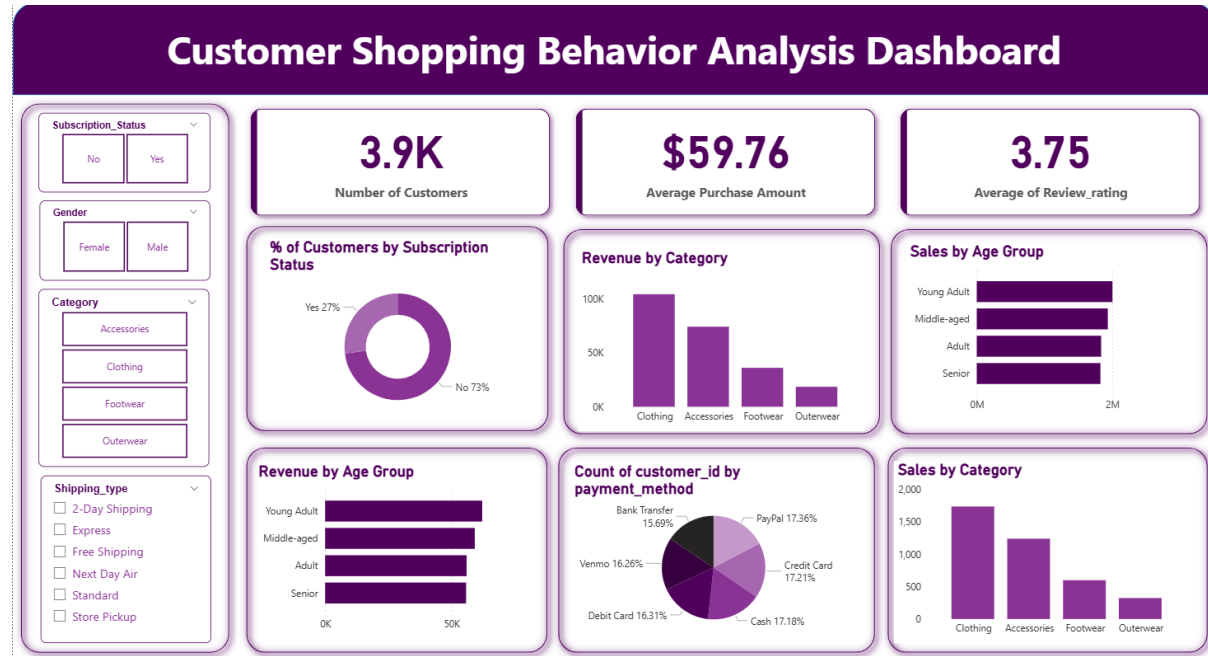 Customer Shopping Behavior Analysis Dashboard
Subscription_Status
No
Yes
Gender
Female
Male
Category
Accessories
Clothing
Footwear
Outerwear
Shipping_type
2-Day Shipping
Express
Free Shipping
Next Day Air
Standard
Store Pickup
3.9K
Number of Customers
$59.76
Average Purchase Amount
3.75
Average of Review_rating
% of Customers by Subscription
Status
Yes 27%
No 73%
Revenue by Category
100K
50K
0K
Clothing
Accessories
Footwear
Outerwear
Sales by Age Group
Young Adult
Middle-aged
Adult
Senior
0M
2M
Revenue by Age Group
Young Adult
Middle-aged
Adult
Senior
0K
50K
Count of customer_id by
payment_method
Bank Transfer
15.69%
PayPal 17.36%
Venmo 16.26%
Credit Card
17.21%
Debit Card 16.31%
Cash 17.18%
Sales by Category
2,000
1,500
1,000
500
0
Clothing
Accessories
Footwear
Outerwear